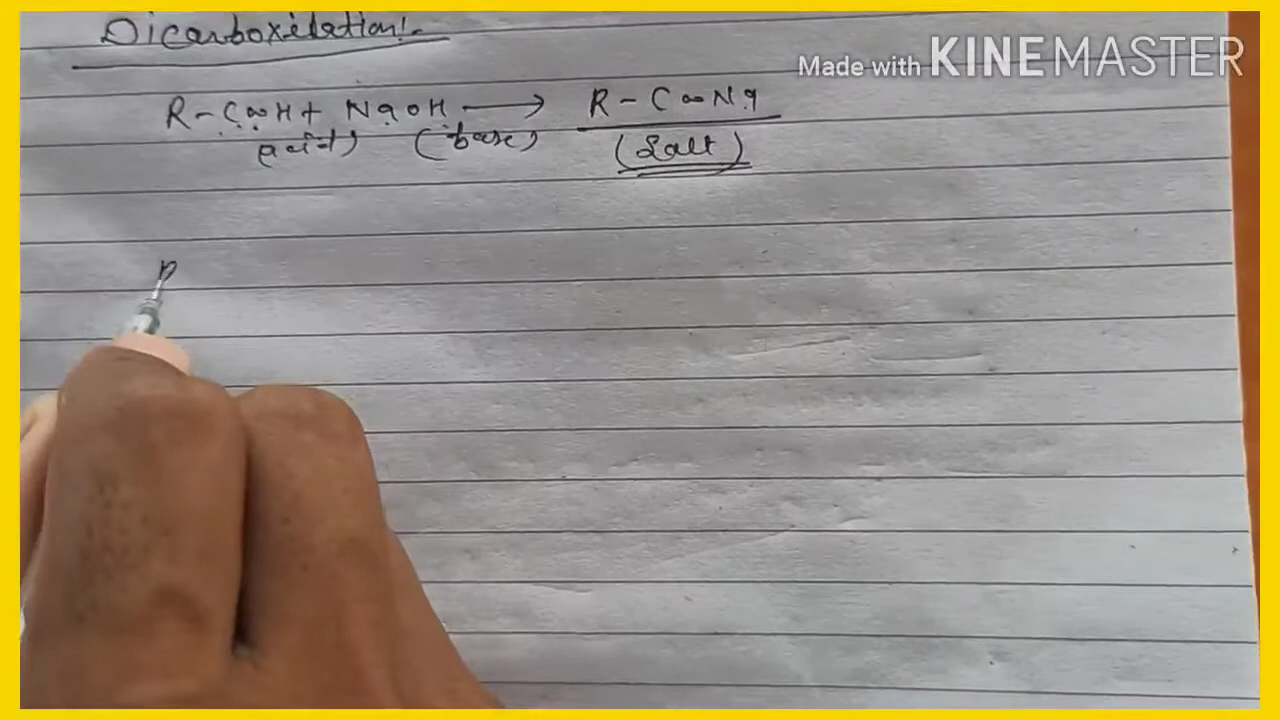 Dicarboxilation!-
Made with KINEMASTER
R - COOH + NaOH → R - COONa
(acid) (base) (Salt)
R